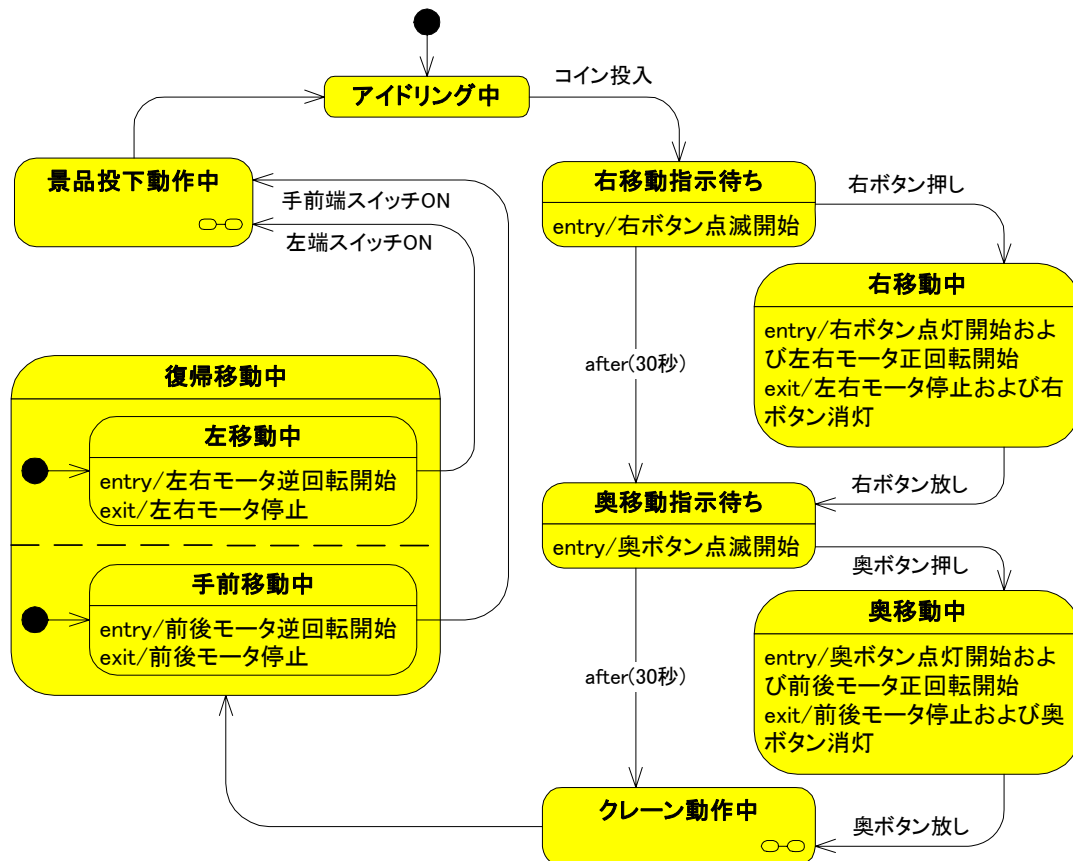 コイン投入
アイドリング中
景品投下動作中
手前端スイッチON
左端スイッチON
右移動指示待ち
entry/右ボタン点滅開始
右ボタン押し
右移動中
entry/右ボタン点灯開始およ
び左右モータ正回転開始
exit/左右モータ停止および右
ボタン消灯
after(30秒)
右ボタン放し
復帰移動中
左移動中
entry/左右モータ逆回転開始
exit/左右モータ停止
手前移動中
entry/前後モータ逆回転開始
exit/前後モータ停止
奥移動指示待ち
entry/奥ボタン点滅開始
奥ボタン押し
奥移動中
entry/奥ボタン点灯開始およ
び前後モータ正回転開始
exit/前後モータ停止および奥
ボタン消灯
after(30秒)
奥ボタン放し
クレーン動作中